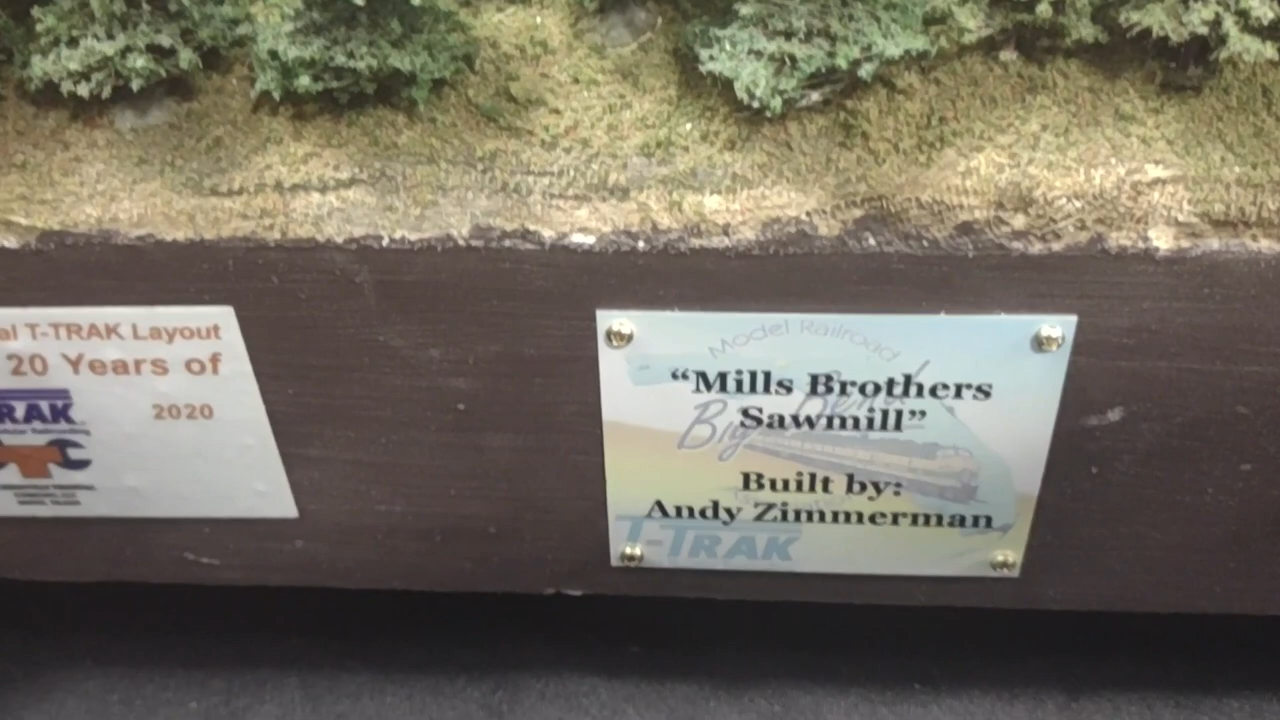 al T-TRAK Layout
20 Years of
2020
RAK
Model Railroad
Big Bend
"Mills Brothers
Sawmill"
Built by:
Andy Zimmerman
T-TRAK